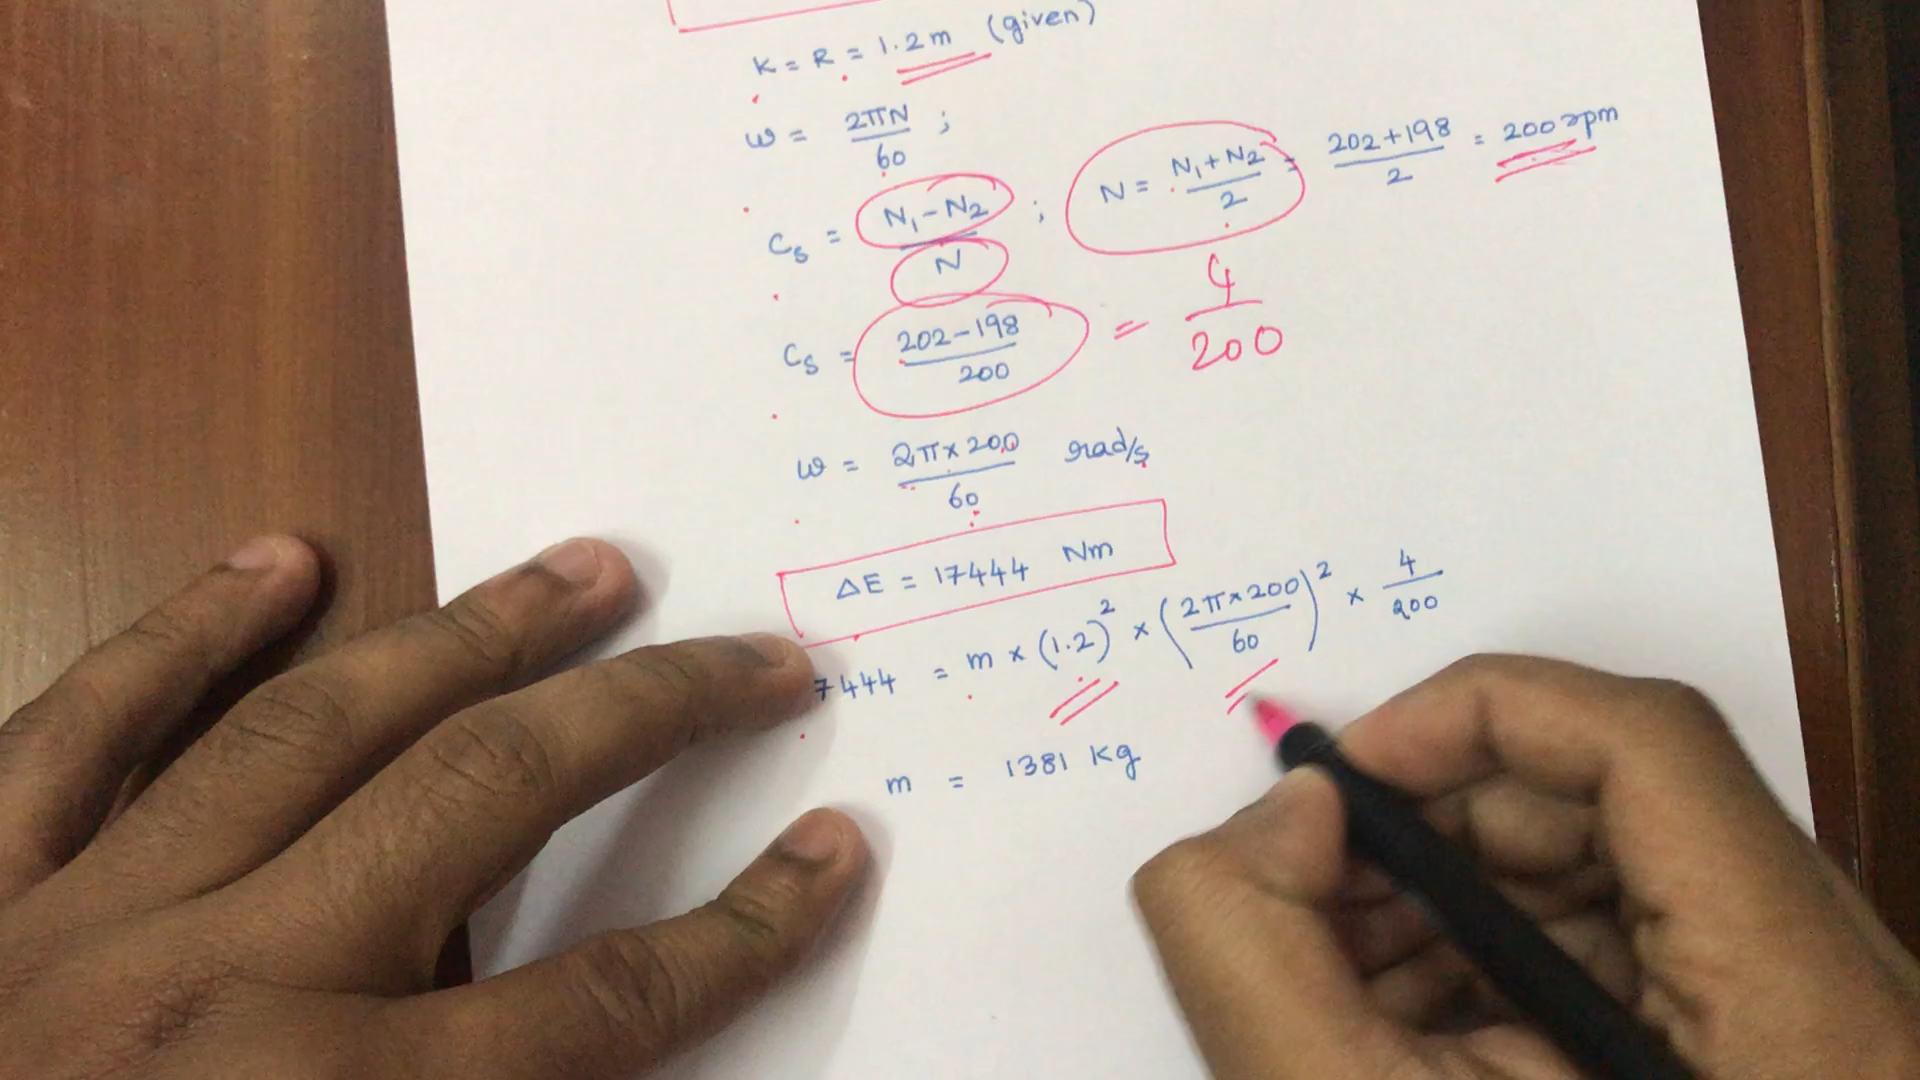 K = R = 1.2 m (given)
ω = 2πN/60 ;
Cs = N₁ - N₂/N ; N = N₁ + N₂/2 = 202+198/2 = 200 rpm
Cs = 202-198/200 = 4/200
ω = 2π×200/60 rad/s
ΔE = 17444 Nm
7444 = m × (1.2)² × (2π×200/60)² × 4/200
m = 1381 Kg